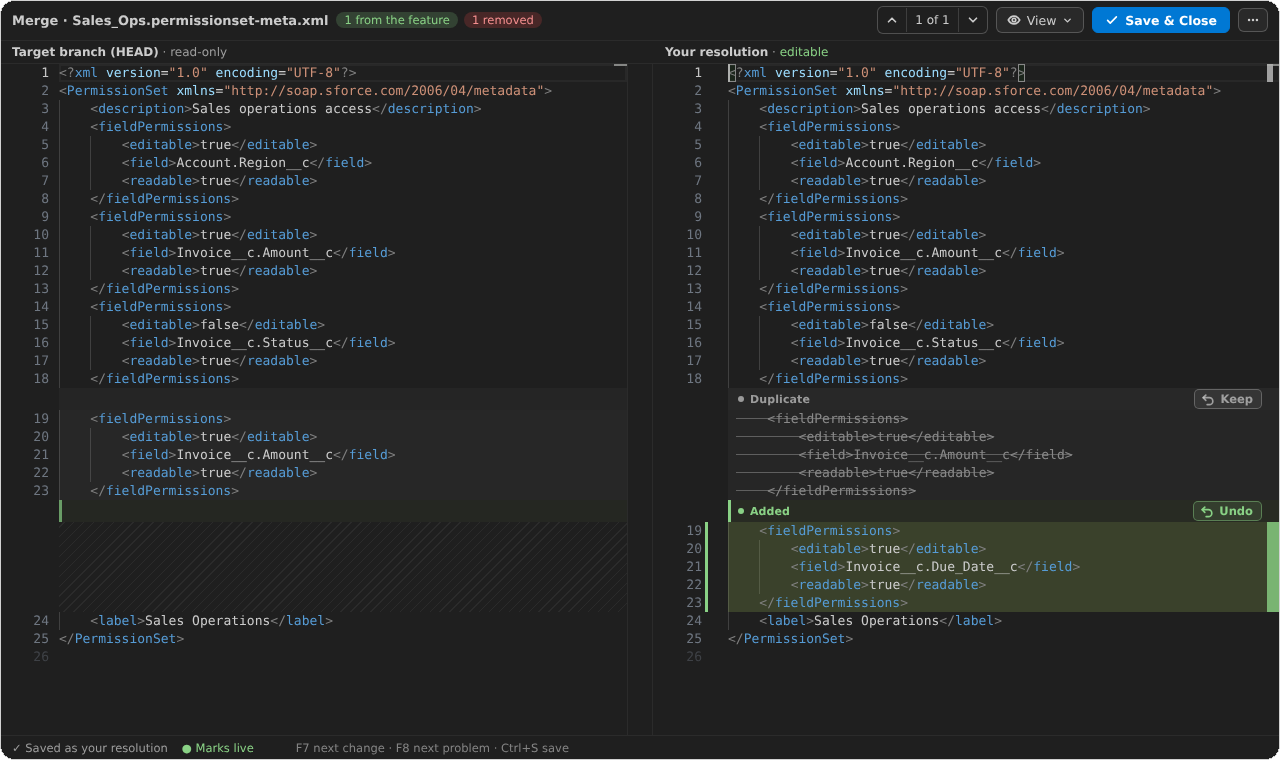 Merge · Sales_Ops.permissionset-meta.xml 1 from the feature 1 removed 1 of 1 View Save & Close ···
Target branch (HEAD) · read-only
1 <?xml version="1.0" encoding="UTF-8"?>
2 <PermissionSet xmlns="http://soap.sforce.com/2006/04/metadata">
3 <description>Sales operations access</description>
4 <fieldPermissions>
5 <editable>true</editable>
6 <field>Account.Region__c</field>
7 <readable>true</readable>
8 </fieldPermissions>
9 <fieldPermissions>
10 <editable>true</editable>
11 <field>Invoice__c.Amount__c</field>
12 <readable>true</readable>
13 </fieldPermissions>
14 <fieldPermissions>
15 <editable>false</editable>
16 <field>Invoice__c.Status__c</field>
17 <readable>true</readable>
18 </fieldPermissions>
19 <fieldPermissions>
20 <editable>true</editable>
21 <field>Invoice__c.Amount__c</field>
22 <readable>true</readable>
23 </fieldPermissions>
24 <label>Sales Operations</label>
25 </PermissionSet>
26
Your resolution · editable
1 <?xml version="1.0" encoding="UTF-8"?>
2 <PermissionSet xmlns="http://soap.sforce.com/2006/04/metadata">
3 <description>Sales operations access</description>
4 <fieldPermissions>
5 <editable>true</editable>
6 <field>Account.Region__c</field>
7 <readable>true</readable>
8 </fieldPermissions>
9 <fieldPermissions>
10 <editable>true</editable>
11 <field>Invoice__c.Amount__c</field>
12 <readable>true</readable>
13 </fieldPermissions>
14 <fieldPermissions>
15 <editable>false</editable>
16 <field>Invoice__c.Status__c</field>
17 <readable>true</readable>
18 </fieldPermissions>
● Duplicate Keep
<fieldPermissions>
<editable>true</editable>
<field>Invoice__c.Amount__c</field>
<readable>true</readable>
</fieldPermissions>
● Added Undo
19 <fieldPermissions>
20 <editable>true</editable>
21 <field>Invoice__c.Due_Date__c</field>
22 <readable>true</readable>
23 </fieldPermissions>
24 <label>Sales Operations</label>
25 </PermissionSet>
26
✓ Saved as your resolution ● Marks live F7 next change · F8 next problem · Ctrl+S save